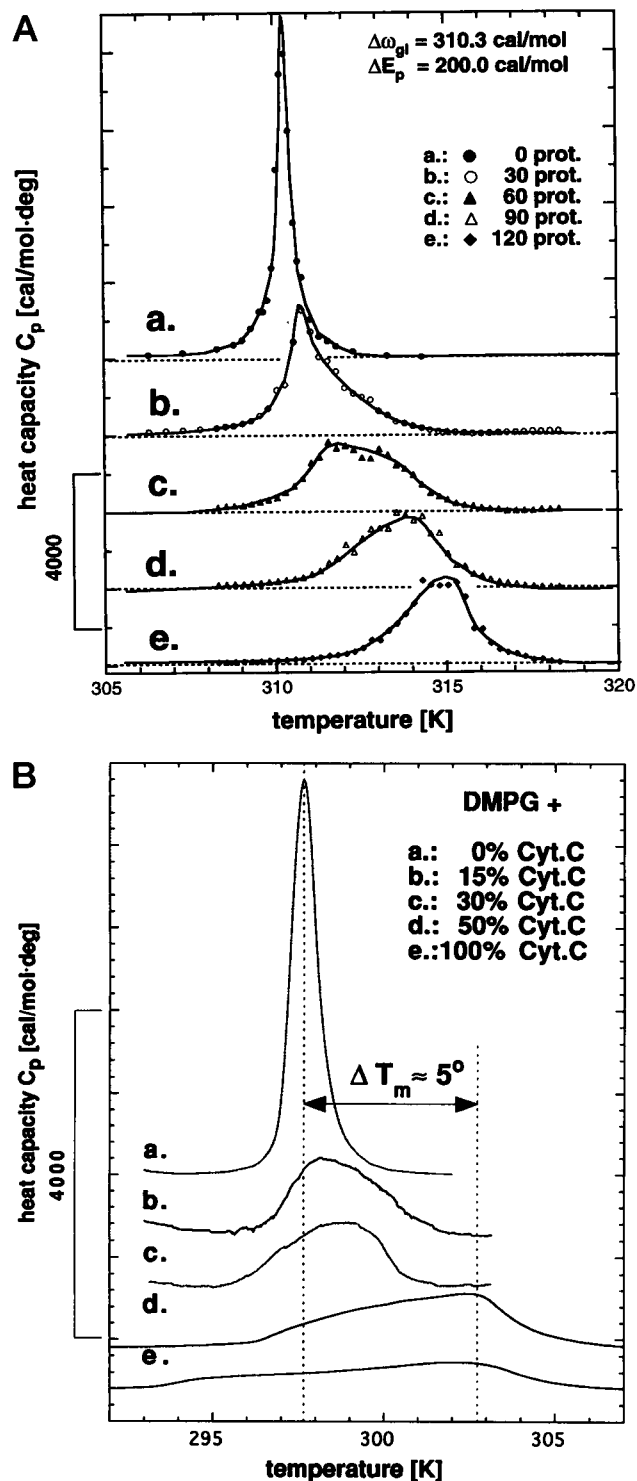 A
Δω_gl = 310.3 cal/mol
ΔE_p = 200.0 cal/mol
a.: ● 0 prot.
b.: ○ 30 prot.
c.: ▲ 60 prot.
d.: △ 90 prot.
e.: ◆ 120 prot.
heat capacity C_p [cal/mol·deg]
4000
a.
b.
c.
d.
e.
305 310 315 320
temperature [K]
B
DMPG +
a.: 0% Cyt.C
b.: 15% Cyt.C
c.: 30% Cyt.C
d.: 50% Cyt.C
e.:100% Cyt.C
Δ T_m ≈ 5°
heat capacity C_p [cal/mol·deg]
4000
a.
b.
c.
d.
e.
295 300 305
temperature [K]